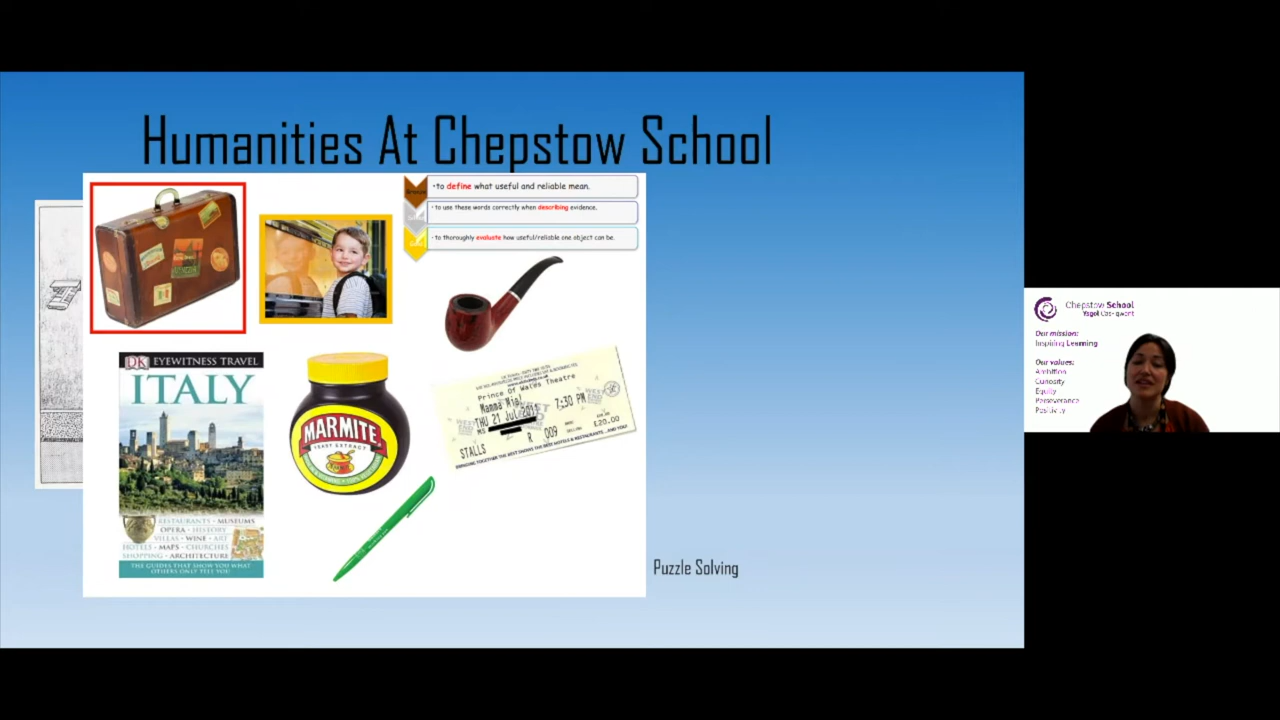 Humanities At Chepstow School
•to define what useful and reliable mean.
• to use these words correctly when describing evidence.
• to thoroughly evaluate how useful/reliable one object can be.
DK EYEWITNESS TRAVEL
ITALY
RESTAURANTS • MUSEUMS
OPERA • HISTORY
VILLAS • WINE • ART
HOTELS • MAPS • CHURCHES
SHOPPING • ARCHITECTURE
THE GUIDES THAT SHOW YOU WHAT
OTHERS ONLY TELL YOU
MARMITE
YEAST EXTRACT
Prince of Wales Theatre
Mamma Mia!
THU 21 Jul 7:30 PM
R 009
£20.00
STALLS
Puzzle Solving
Chepstow School
Our mission:
Inspiring Learning
Our values:
Ambition
Curiosity
Equity
Perseverance
Positivity